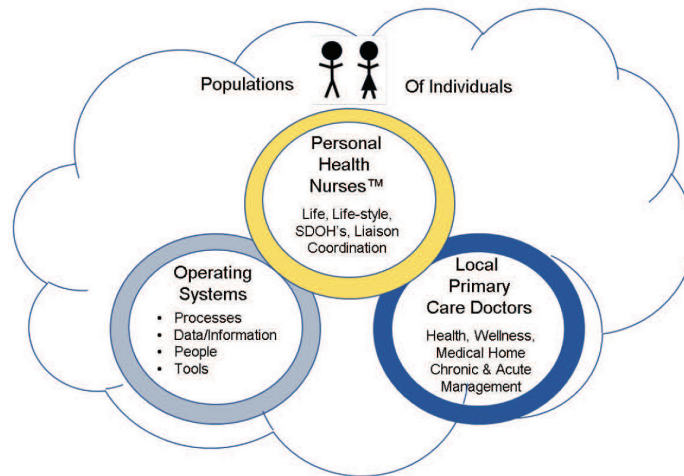 Populations Of Individuals
Personal
Health
Nurses™
Life, Life-style,
SDOH's, Liaison
Coordination
Operating
Systems
• Processes
• Data/Information
• People
• Tools
Local
Primary
Care Doctors
Health, Wellness,
Medical Home
Chronic & Acute
Management